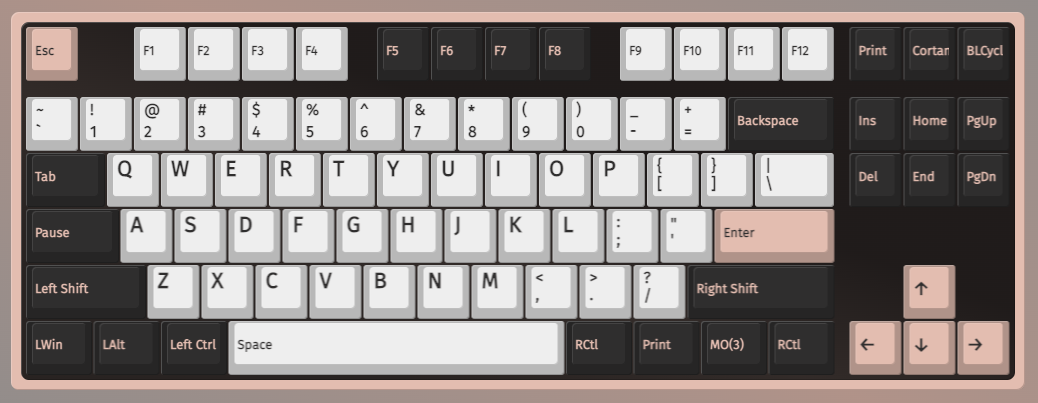 Esc F1 F2 F3 F4 F5 F6 F7 F8 F9 F10 F11 F12 Print Cortar BLCycl
~ ! @ # $ % ^ & * ( ) _ +
` 1 2 3 4 5 6 7 8 9 0 - = Backspace Ins Home PgUp
Tab Q W E R T Y U I O P { } | Del End PgDn
[ ] \
Pause A S D F G H J K L : " Enter
; '
Left Shift Z X C V B N M < > ? Right Shift ↑
, . /
LWin LAlt Left Ctrl Space RCtl Print MO(3) RCtl ← ↓ →